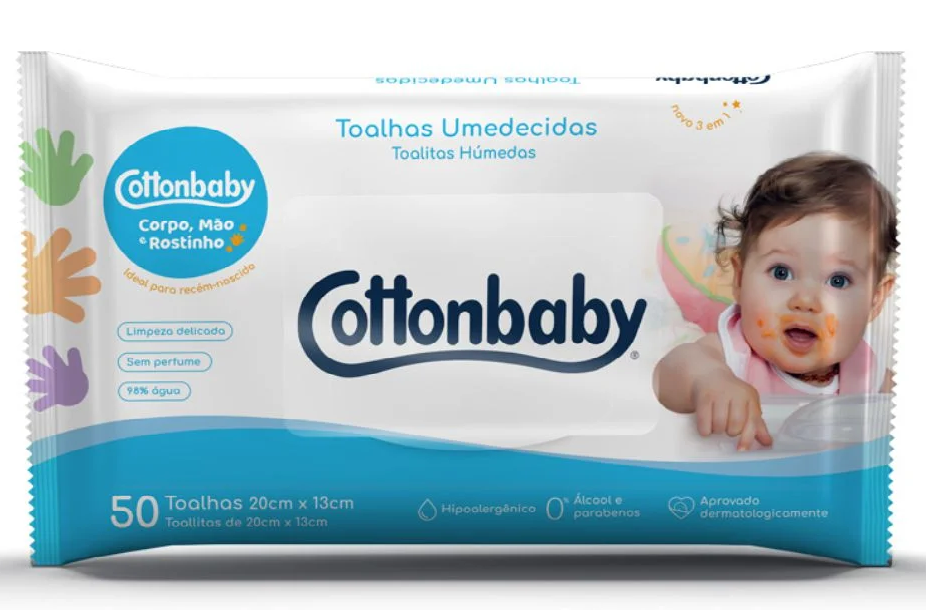 Toalhas Umedecidas
Cottonbaby
novo 3 em 1
Toalhas Umedecidas
Toalitas Húmedas
Cottonbaby
Corpo, Mão
e Rostinho
Ideal para recém-nascido
Limpeza delicada
Sem perfume
98% água
Cottonbaby
®
50 Toalhas 20cm x 13cm
Toallitas de 20cm x 13cm
Hipoalergênico
0% Álcool e
parabenos
Aprovado
dermatologicamente